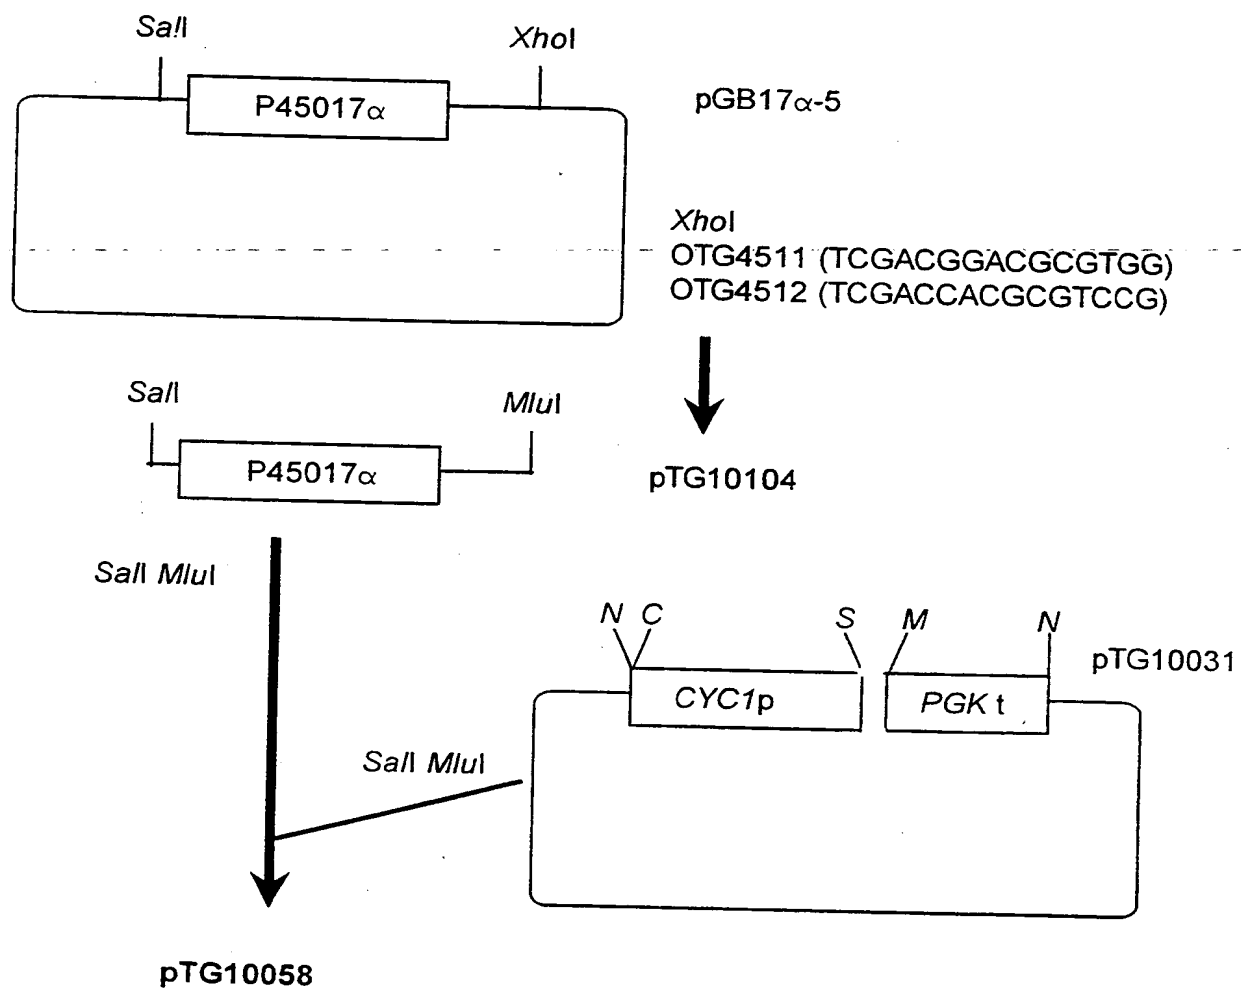 SalI
XhoI
P45017α
pGB17α-5
XhoI
OTG4511 (TCGACGGACGCGTGG)
OTG4512 (TCGACCACGCGTCCG)
SalI
MluI
P45017α
pTG10104
SalI MluI
N C S M N
pTG10031
CYC1p
PGK t
SalI MluI
pTG10058